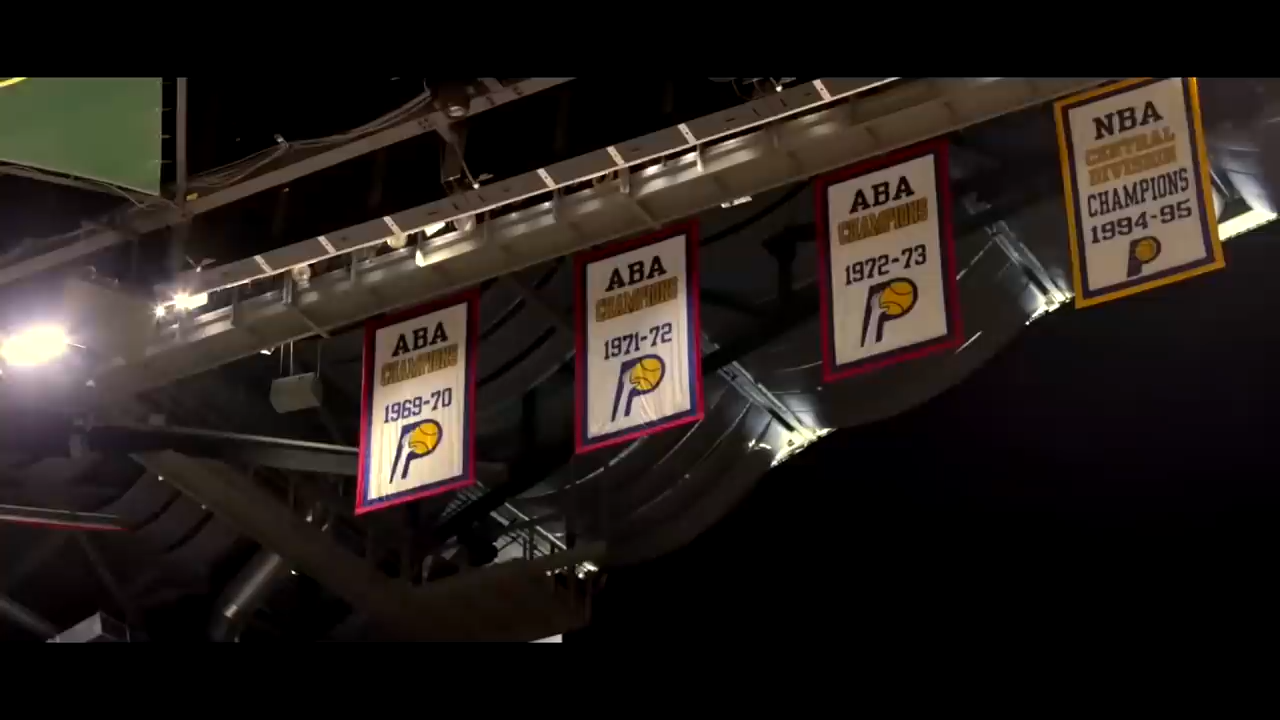 ABA
CHAMPIONS
1969-70
ABA
CHAMPIONS
1971-72
ABA
CHAMPIONS
1972-73
NBA
CENTRAL
DIVISION
CHAMPIONS
1994-95